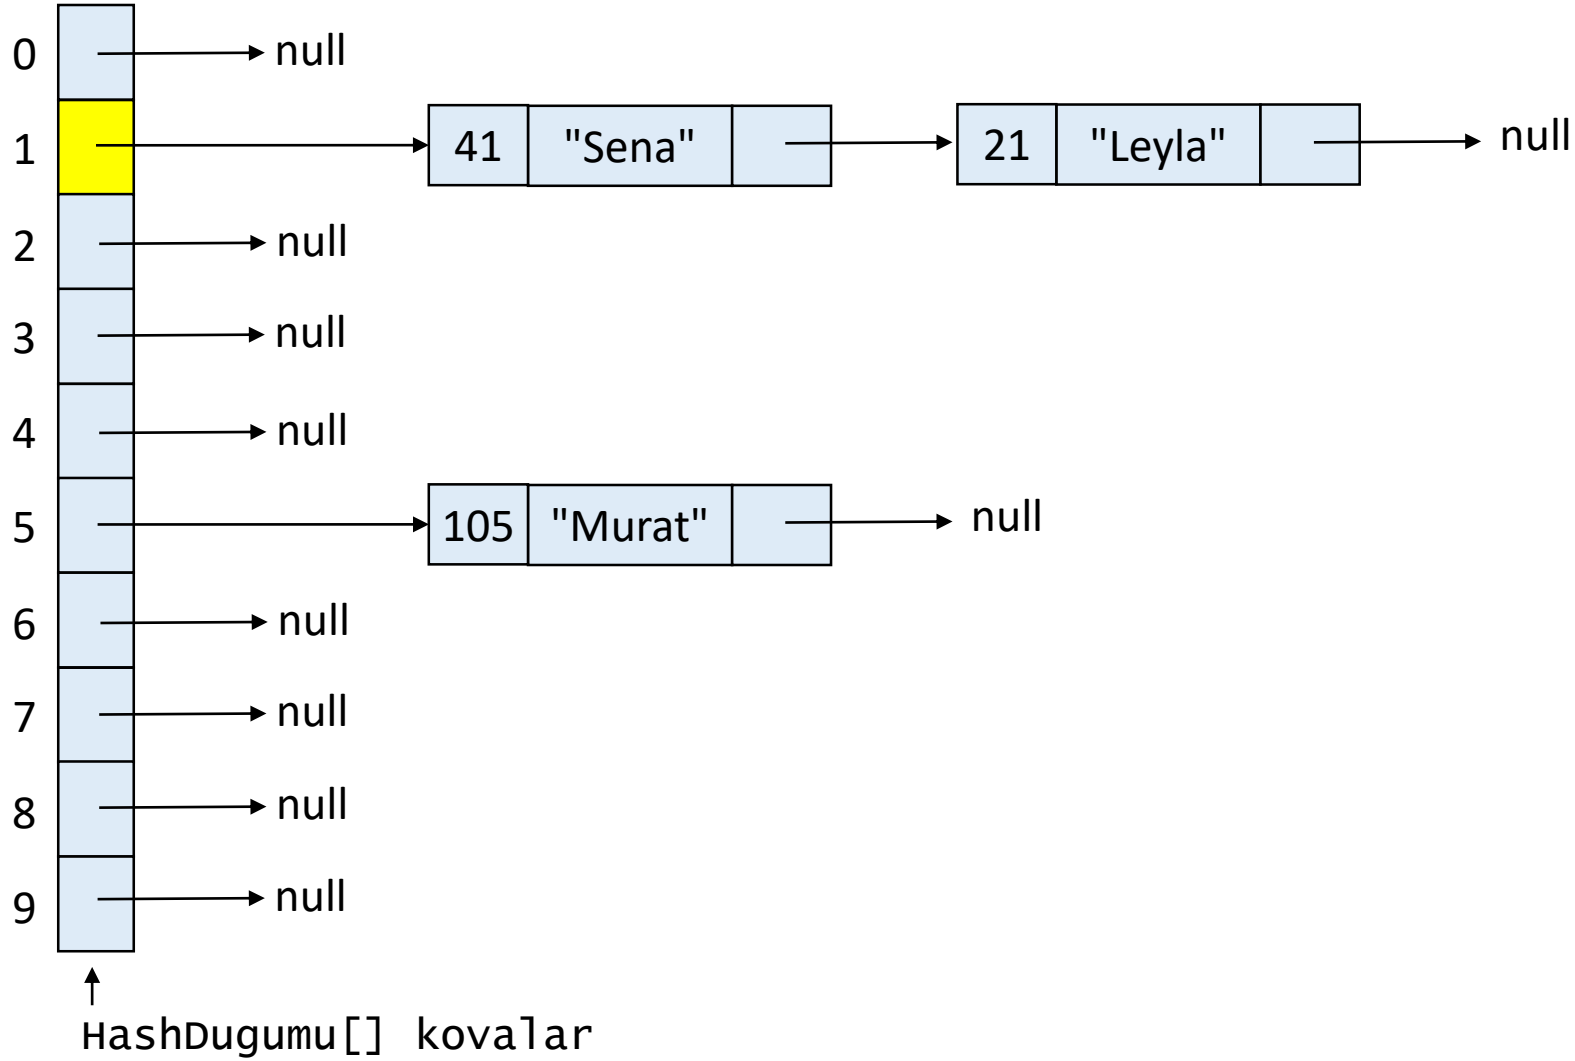 0 null
1 41 "Sena" 21 "Leyla" null
2 null
3 null
4 null
5 105 "Murat" null
6 null
7 null
8 null
9 null
HashDugumu[] kovalar